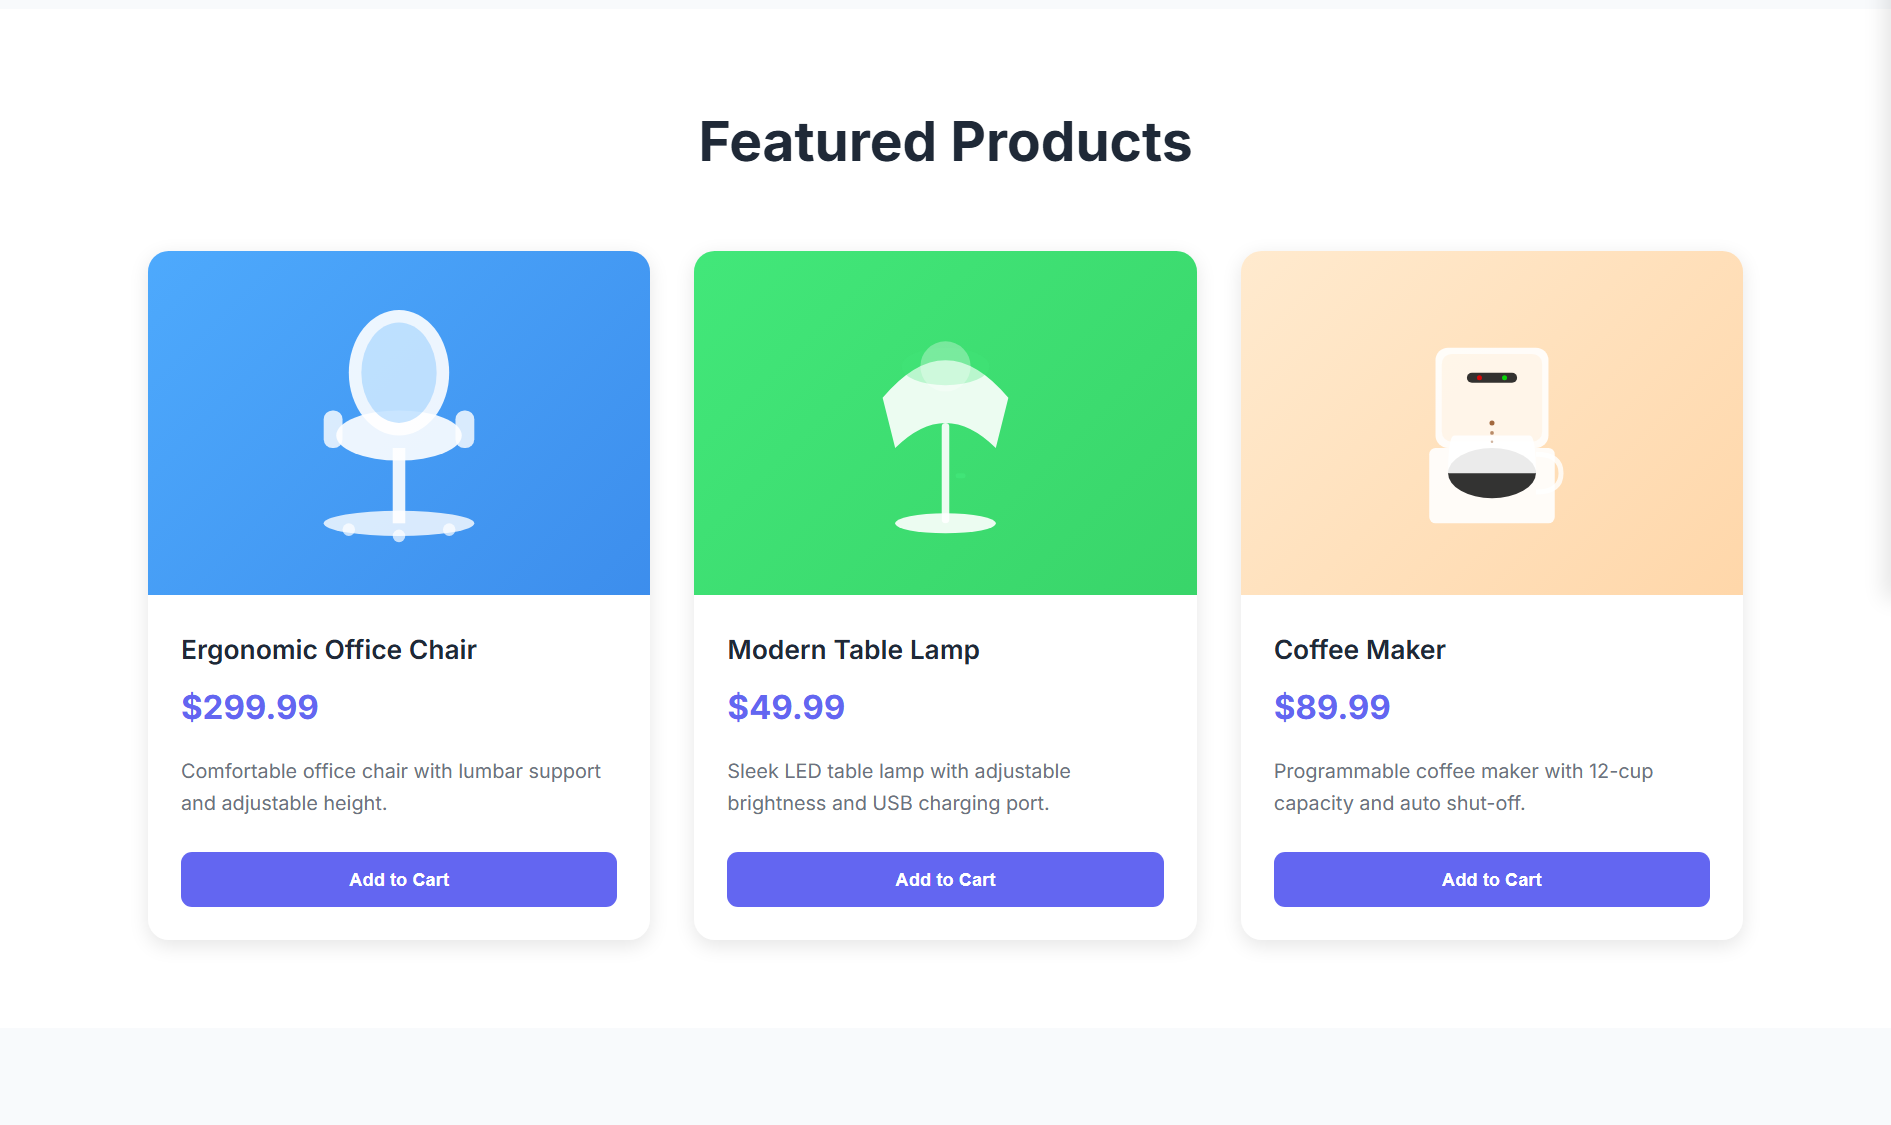 Featured Products
Ergonomic Office Chair
$299.99
Comfortable office chair with lumbar support
and adjustable height.
Add to Cart
Modern Table Lamp
$49.99
Sleek LED table lamp with adjustable
brightness and USB charging port.
Add to Cart
Coffee Maker
$89.99
Programmable coffee maker with 12-cup
capacity and auto shut-off.
Add to Cart